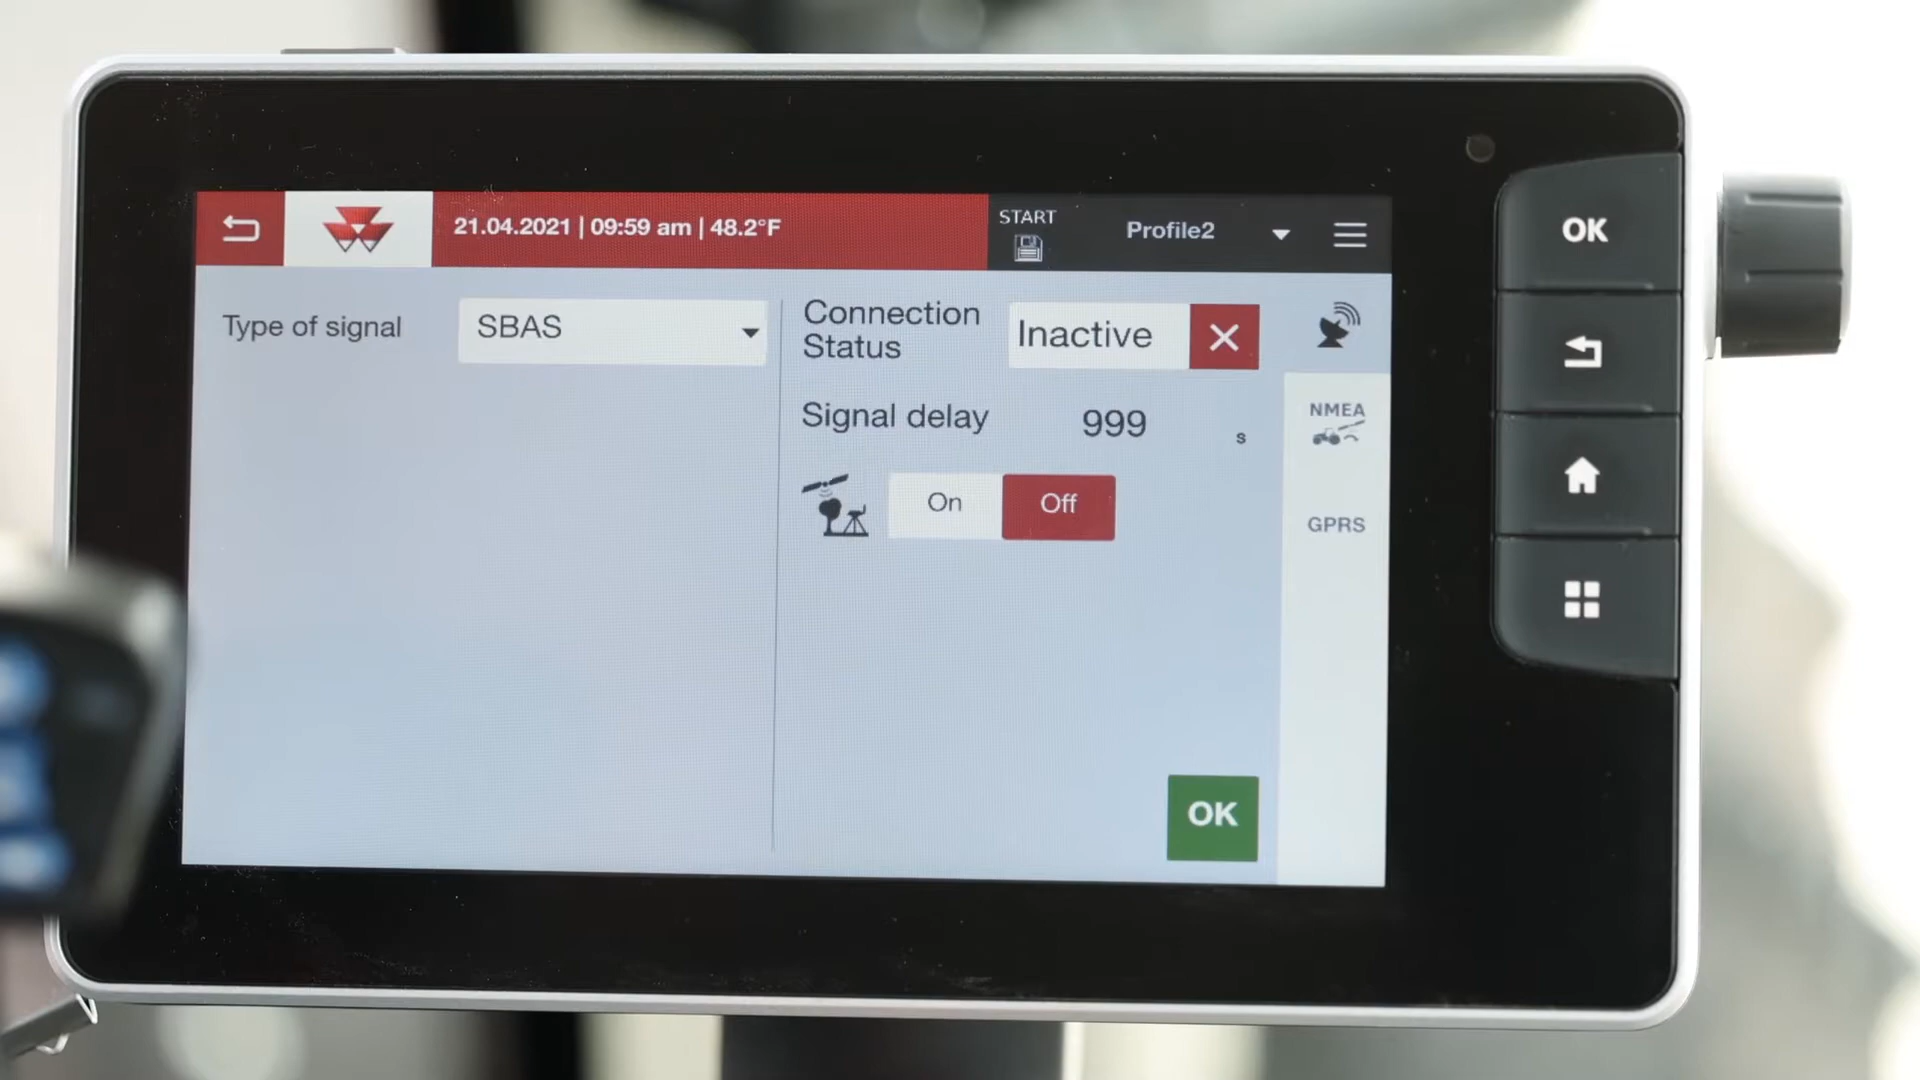 21.04.2021 | 09:59 am | 48.2°F
START
Profile2
Type of signal
SBAS
Connection
Status
Inactive
Signal delay
999
s
On
Off
OK
NMEA
GPRS
OK